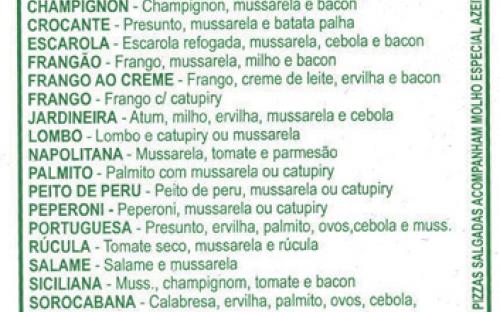 CHAMPIGNON - Champignon, mussarela e bacon
CROCANTE - Presunto, mussarela e batata palha
ESCAROLA - Escarola refogada, mussarela, cebola e bacon
FRANGÃO - Frango, mussarela, milho e bacon
FRANGO AO CREME - Frango, creme de leite, ervilha e bacon
FRANGO - Frango c/ catupiry
JARDINEIRA - Atum, milho, ervilha, mussarela e cebola
LOMBO - Lombo e catupiry ou mussarela
NAPOLITANA - Mussarela, tomate e parmesão
PALMITO - Palmito com mussarela ou catupiry
PEITO DE PERU - Peito de peru, mussarela ou catupiry
PEPERONI - Peperoni, mussarela ou catupiry
PORTUGUESA - Presunto, ervilha, palmito, ovos,cebola e muss.
RÚCULA - Tomate seco, mussarela e rúcula
SALAME - Salame e mussarela
SICILIANA - Muss., champignom, tomate e bacon
SOROCABANA - Calabresa, ervilha, palmito, ovos, cebola,
PIZZAS SALGADAS ACOMPANHAM MOLHO ESPECIAL AZEI